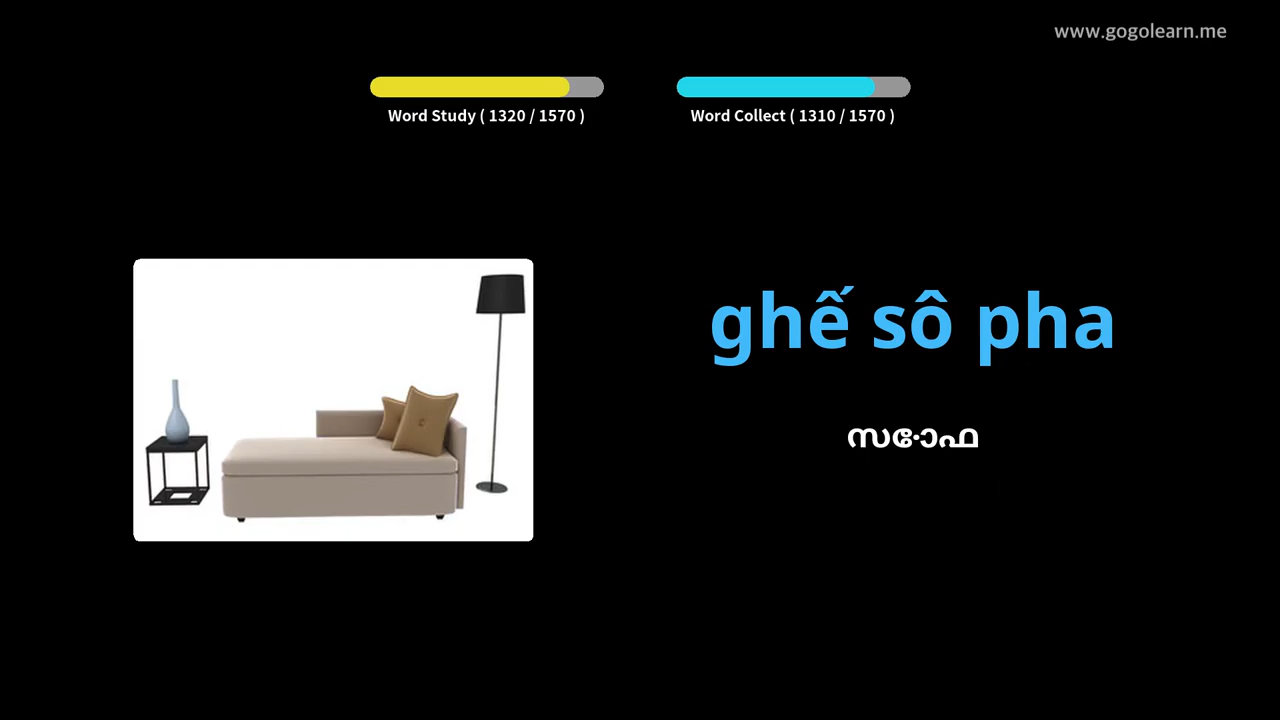 www.gogolearn.me
Word Study ( 1320 / 1570 )
Word Collect ( 1310 / 1570 )
ghế sô pha
സോഫ